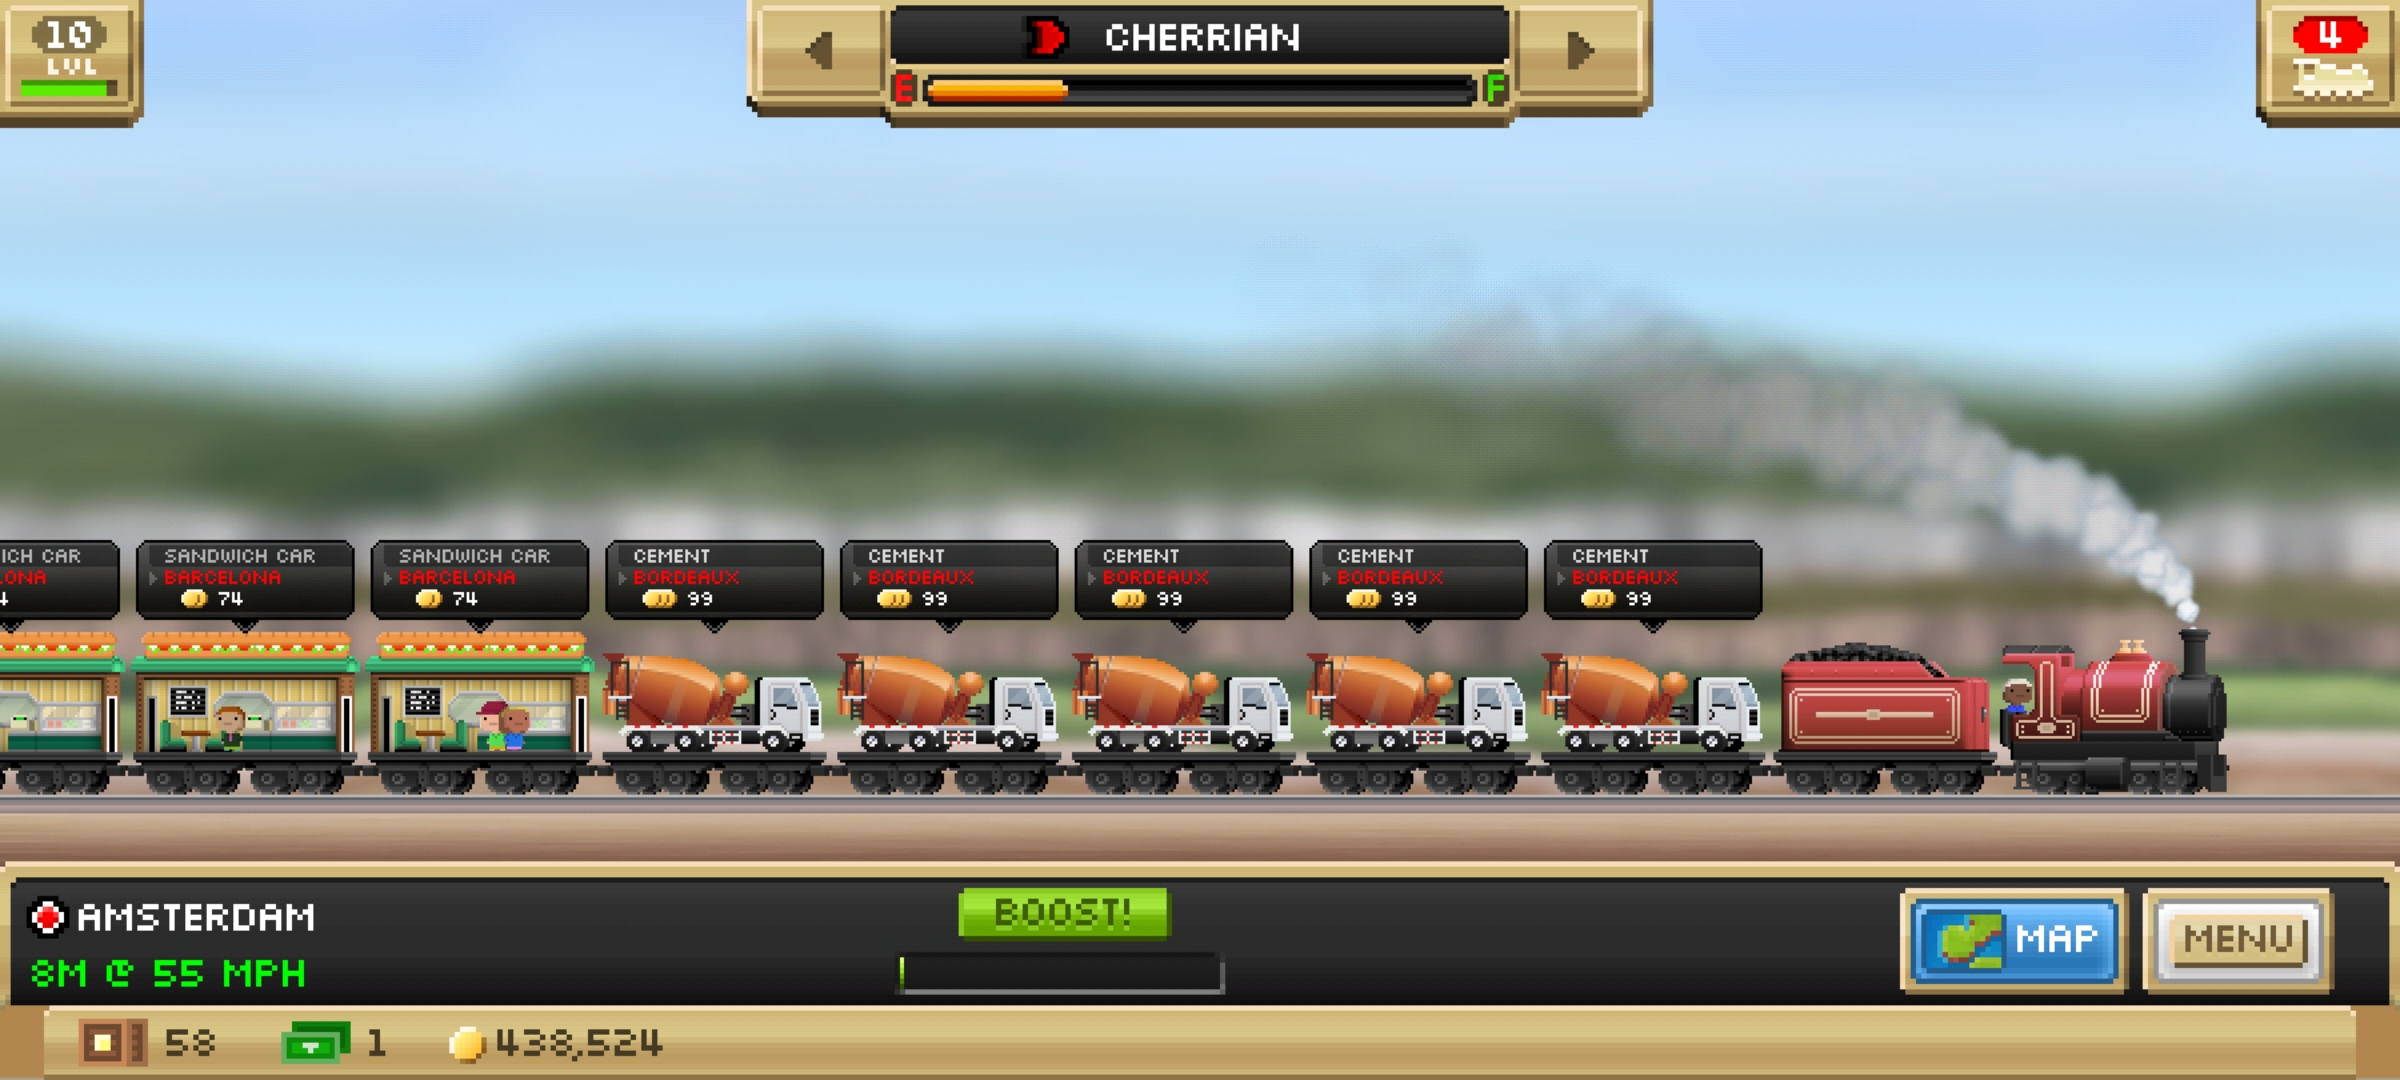 10
LVL
CHERRIAN
E
F
4
ICH CAR
LONA
4
SANDWICH CAR
BARCELONA
74
SANDWICH CAR
BARCELONA
74
CEMENT
BORDEAUX
99
CEMENT
BORDEAUX
99
CEMENT
BORDEAUX
99
CEMENT
BORDEAUX
99
CEMENT
BORDEAUX
99
AMSTERDAM
8M @ 55 MPH
BOOST!
MAP
MENU
58
1
438,524